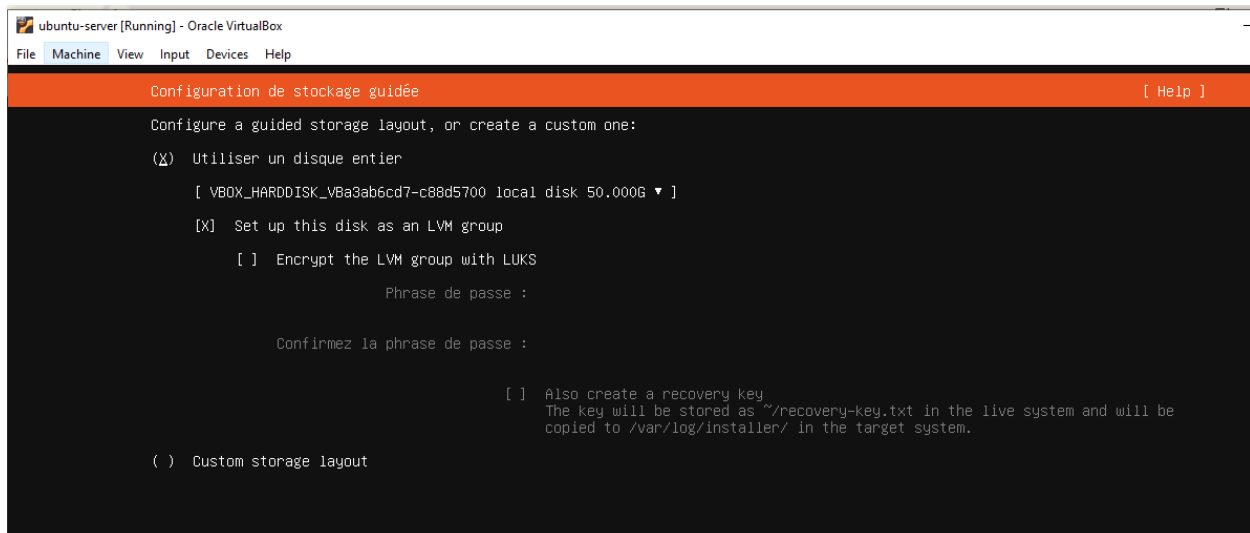 ubuntu-server [Running] - Oracle VirtualBox
File Machine View Input Devices Help
Configuration de stockage guidée [ Help ]
Configure a guided storage layout, or create a custom one:
(X) Utiliser un disque entier
[ VBOX_HARDDISK_VBa3ab6cd7-c88d5700 local disk 50.000G ▾ ]
[X] Set up this disk as an LVM group
[ ] Encrypt the LVM group with LUKS
Phrase de passe :
Confirmez la phrase de passe :
[ ] Also create a recovery key
The key will be stored as ~/recovery-key.txt in the live system and will be
copied to /var/log/installer/ in the target system.
( ) Custom storage layout